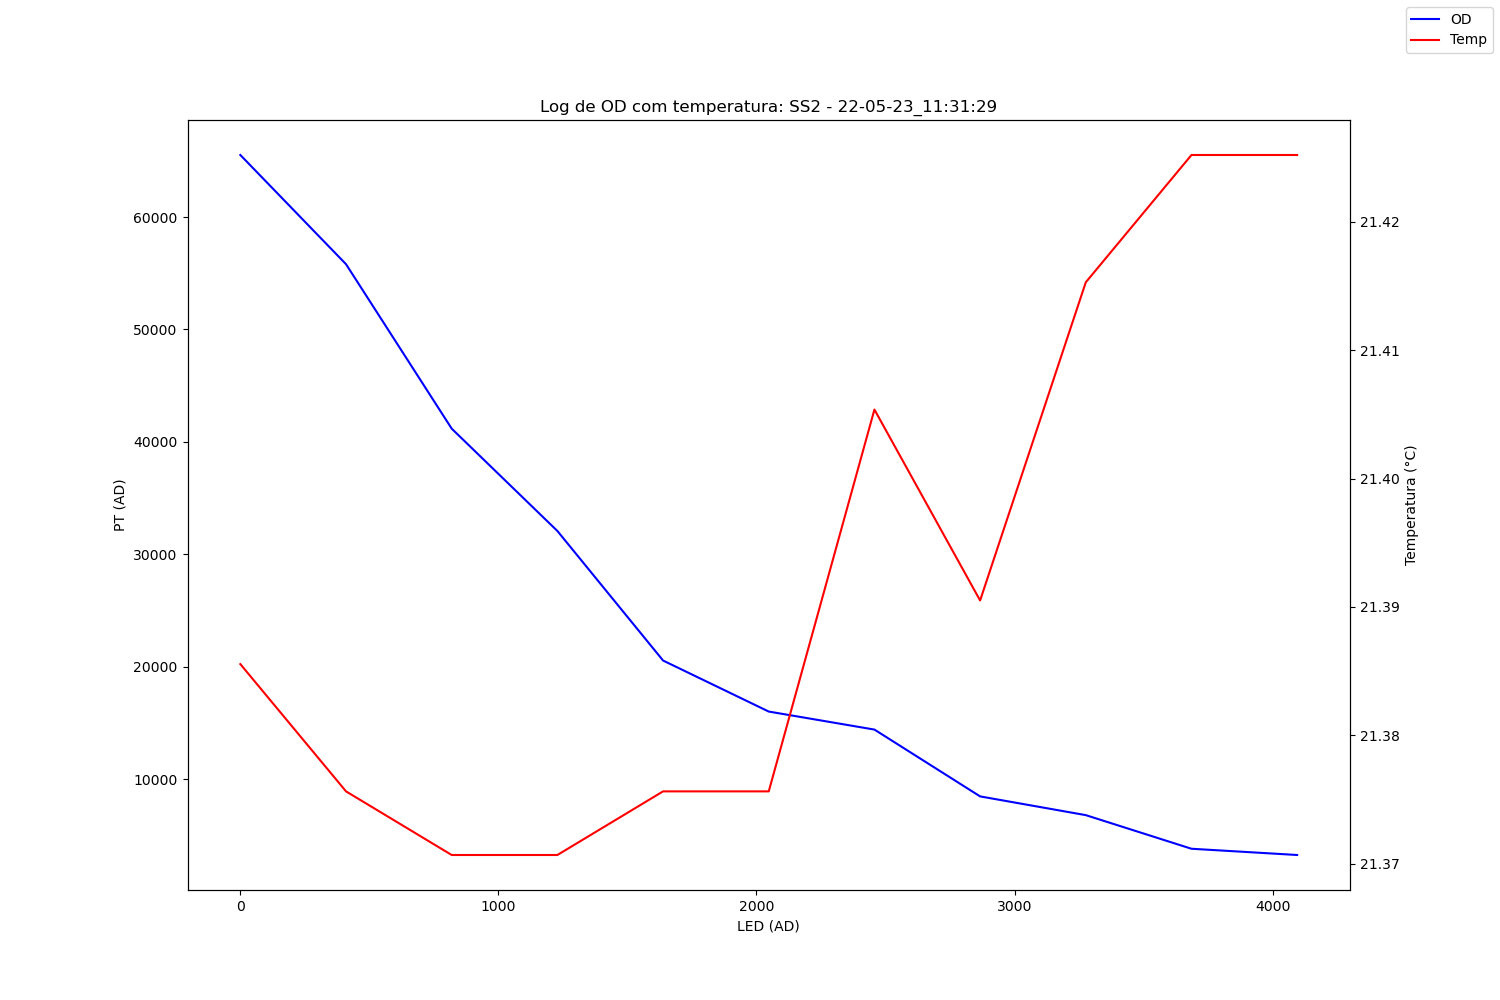 OD
Temp
Log de OD com temperatura: SS2 - 22-05-23_11:31:29
60000
50000
40000
30000
20000
10000
PT (AD)
21.42
21.41
21.40
21.39
21.38
21.37
Temperatura (°C)
0 1000 2000 3000 4000
LED (AD)